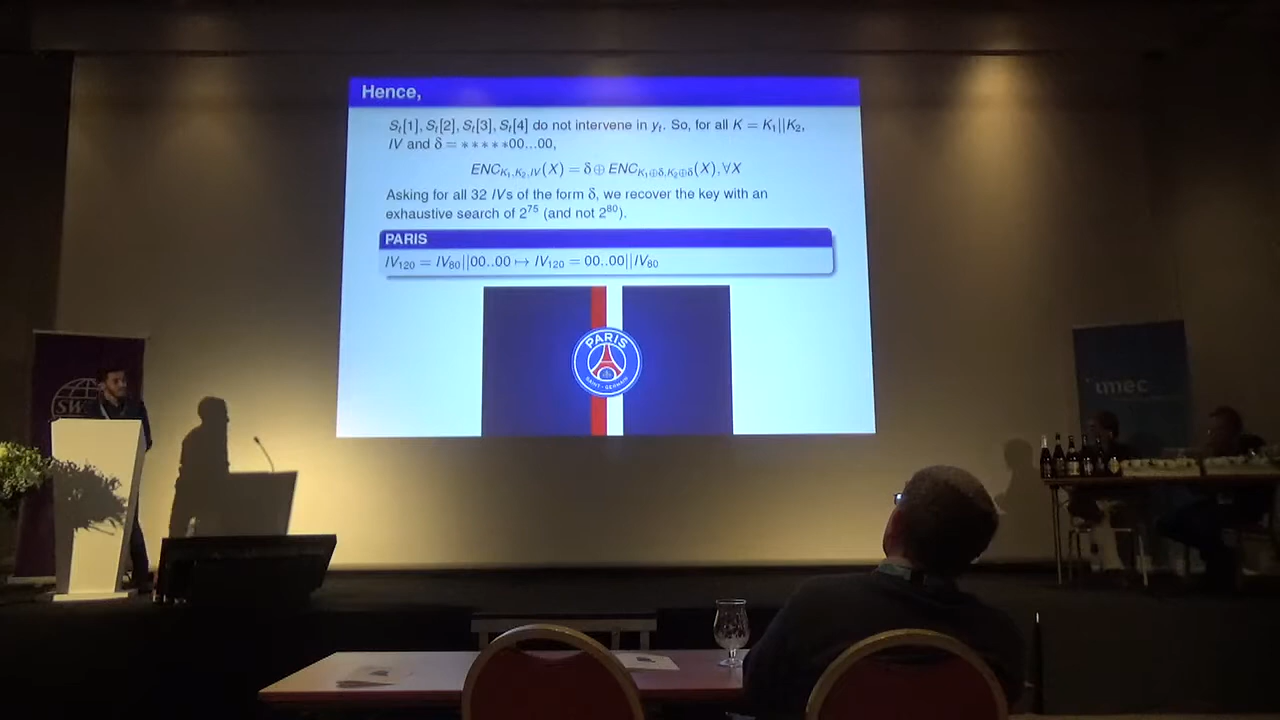 Hence,
S_t[1], S_t[2], S_t[3], S_t[4] do not intervene in y_t. So, for all K = K_1||K_2,
IV and δ = ∗∗∗∗∗00...00,
ENC_{K_1,K_2,IV}(X) = δ ⊕ ENC_{K_1⊕δ,K_2⊕δ}(X), ∀X
Asking for all 32 IVs of the form δ, we recover the key with an
exhaustive search of 2^75 (and not 2^80).
PARIS
IV_120 = IV_80||00..00 ↦ IV_120 = 00..00||IV_80
PARIS
SAINT-GERMAIN
SW
imec